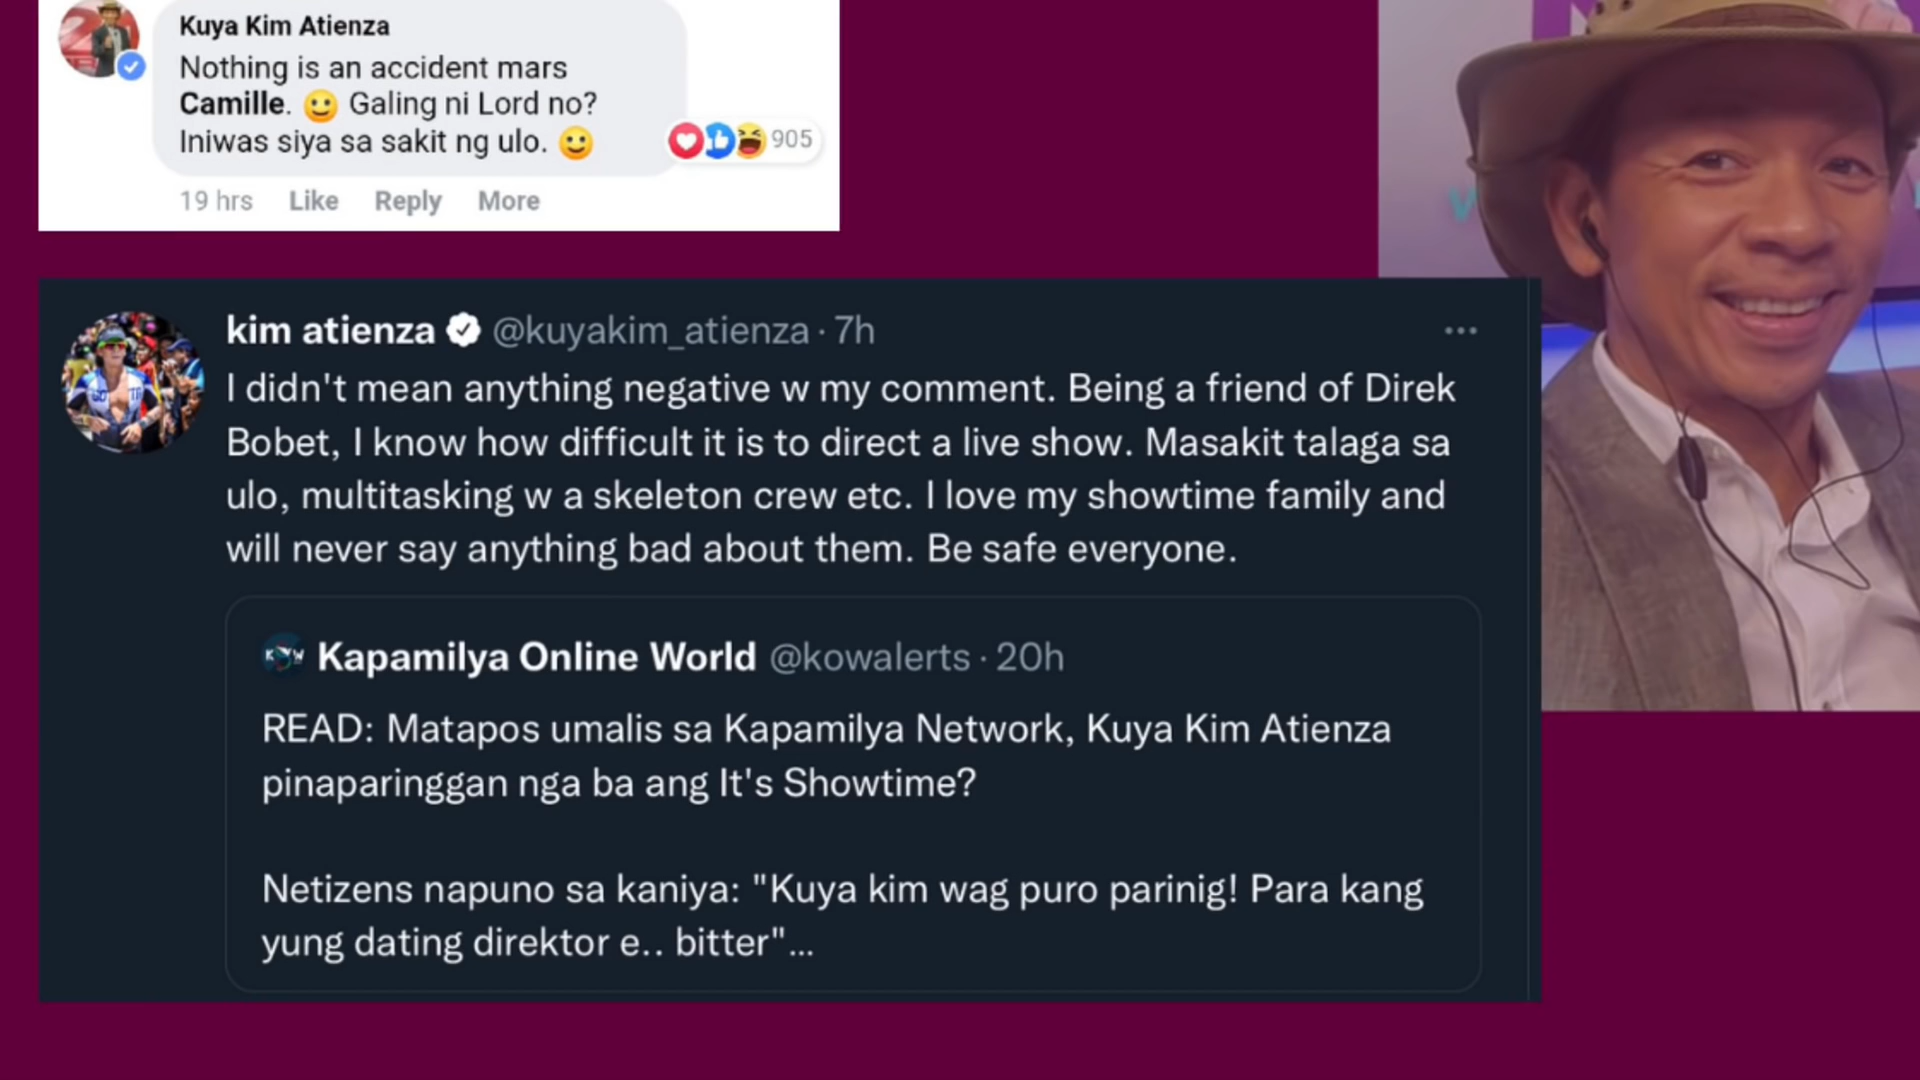 Kuya Kim Atienza
Nothing is an accident mars
Camille. 🙂 Galing ni Lord no?
Iniwas siya sa sakit ng ulo. 🙂
905
19 hrs Like Reply More
kim atienza @kuyakim_atienza · 7h
I didn't mean anything negative w my comment. Being a friend of Direk
Bobet, I know how difficult it is to direct a live show. Masakit talaga sa
ulo, multitasking w a skeleton crew etc. I love my showtime family and
will never say anything bad about them. Be safe everyone.
KOW Kapamilya Online World @kowalerts · 20h
READ: Matapos umalis sa Kapamilya Network, Kuya Kim Atienza
pinaparinggan nga ba ang It's Showtime?
Netizens napuno sa kaniya: "Kuya kim wag puro parinig! Para kang
yung dating direktor e.. bitter"...